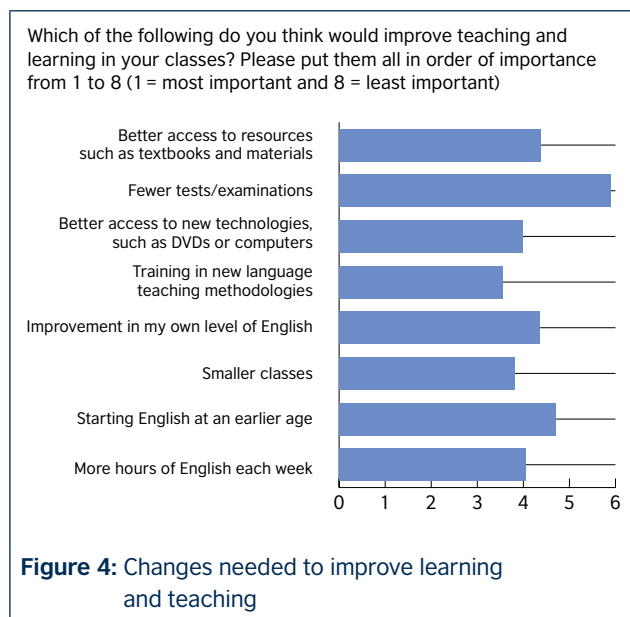 Which of the following do you think would improve teaching and
learning in your classes? Please put them all in order of importance
from 1 to 8 (1 = most important and 8 = least important)
Better access to resources
such as textbooks and materials
Fewer tests/examinations
Better access to new technologies,
such as DVDs or computers
Training in new language
teaching methodologies
Improvement in my own level of English
Smaller classes
Starting English at an earlier age
More hours of English each week
0 1 2 3 4 5 6
Figure 4: Changes needed to improve learning
and teaching